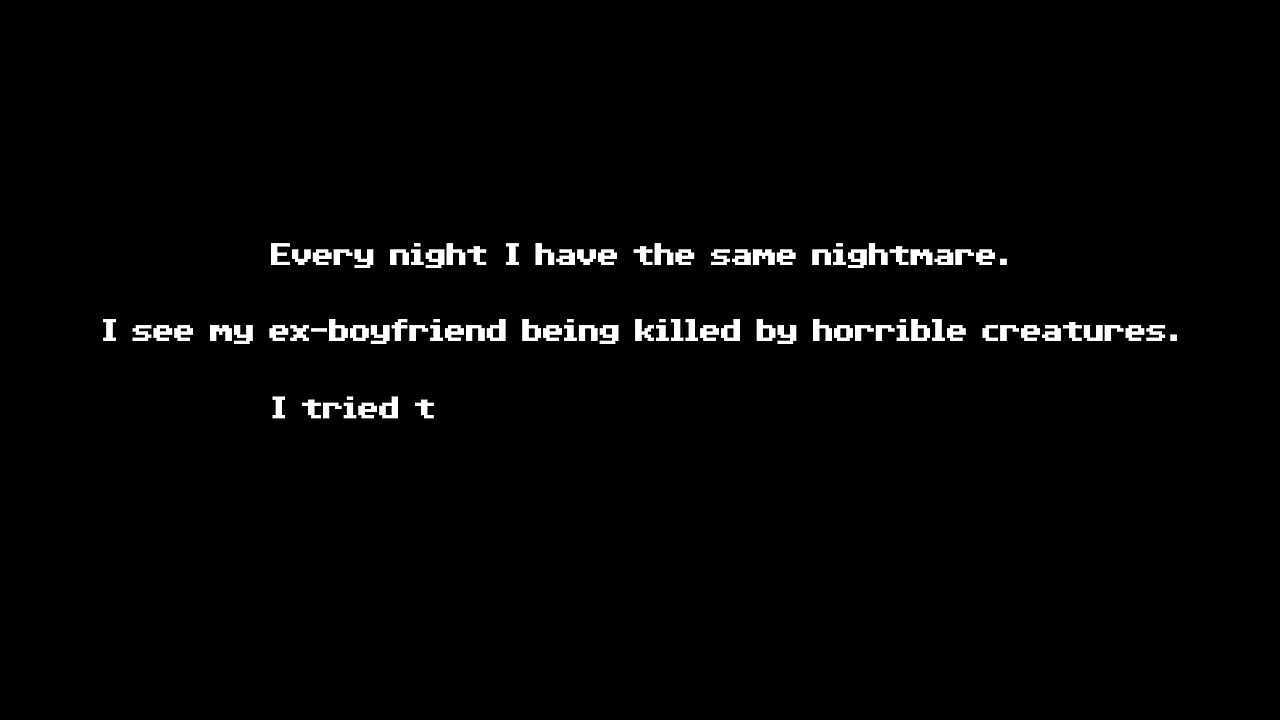 Every night I have the same nightmare.
I see my ex-boyfriend being killed by horrible creatures.
I tried t